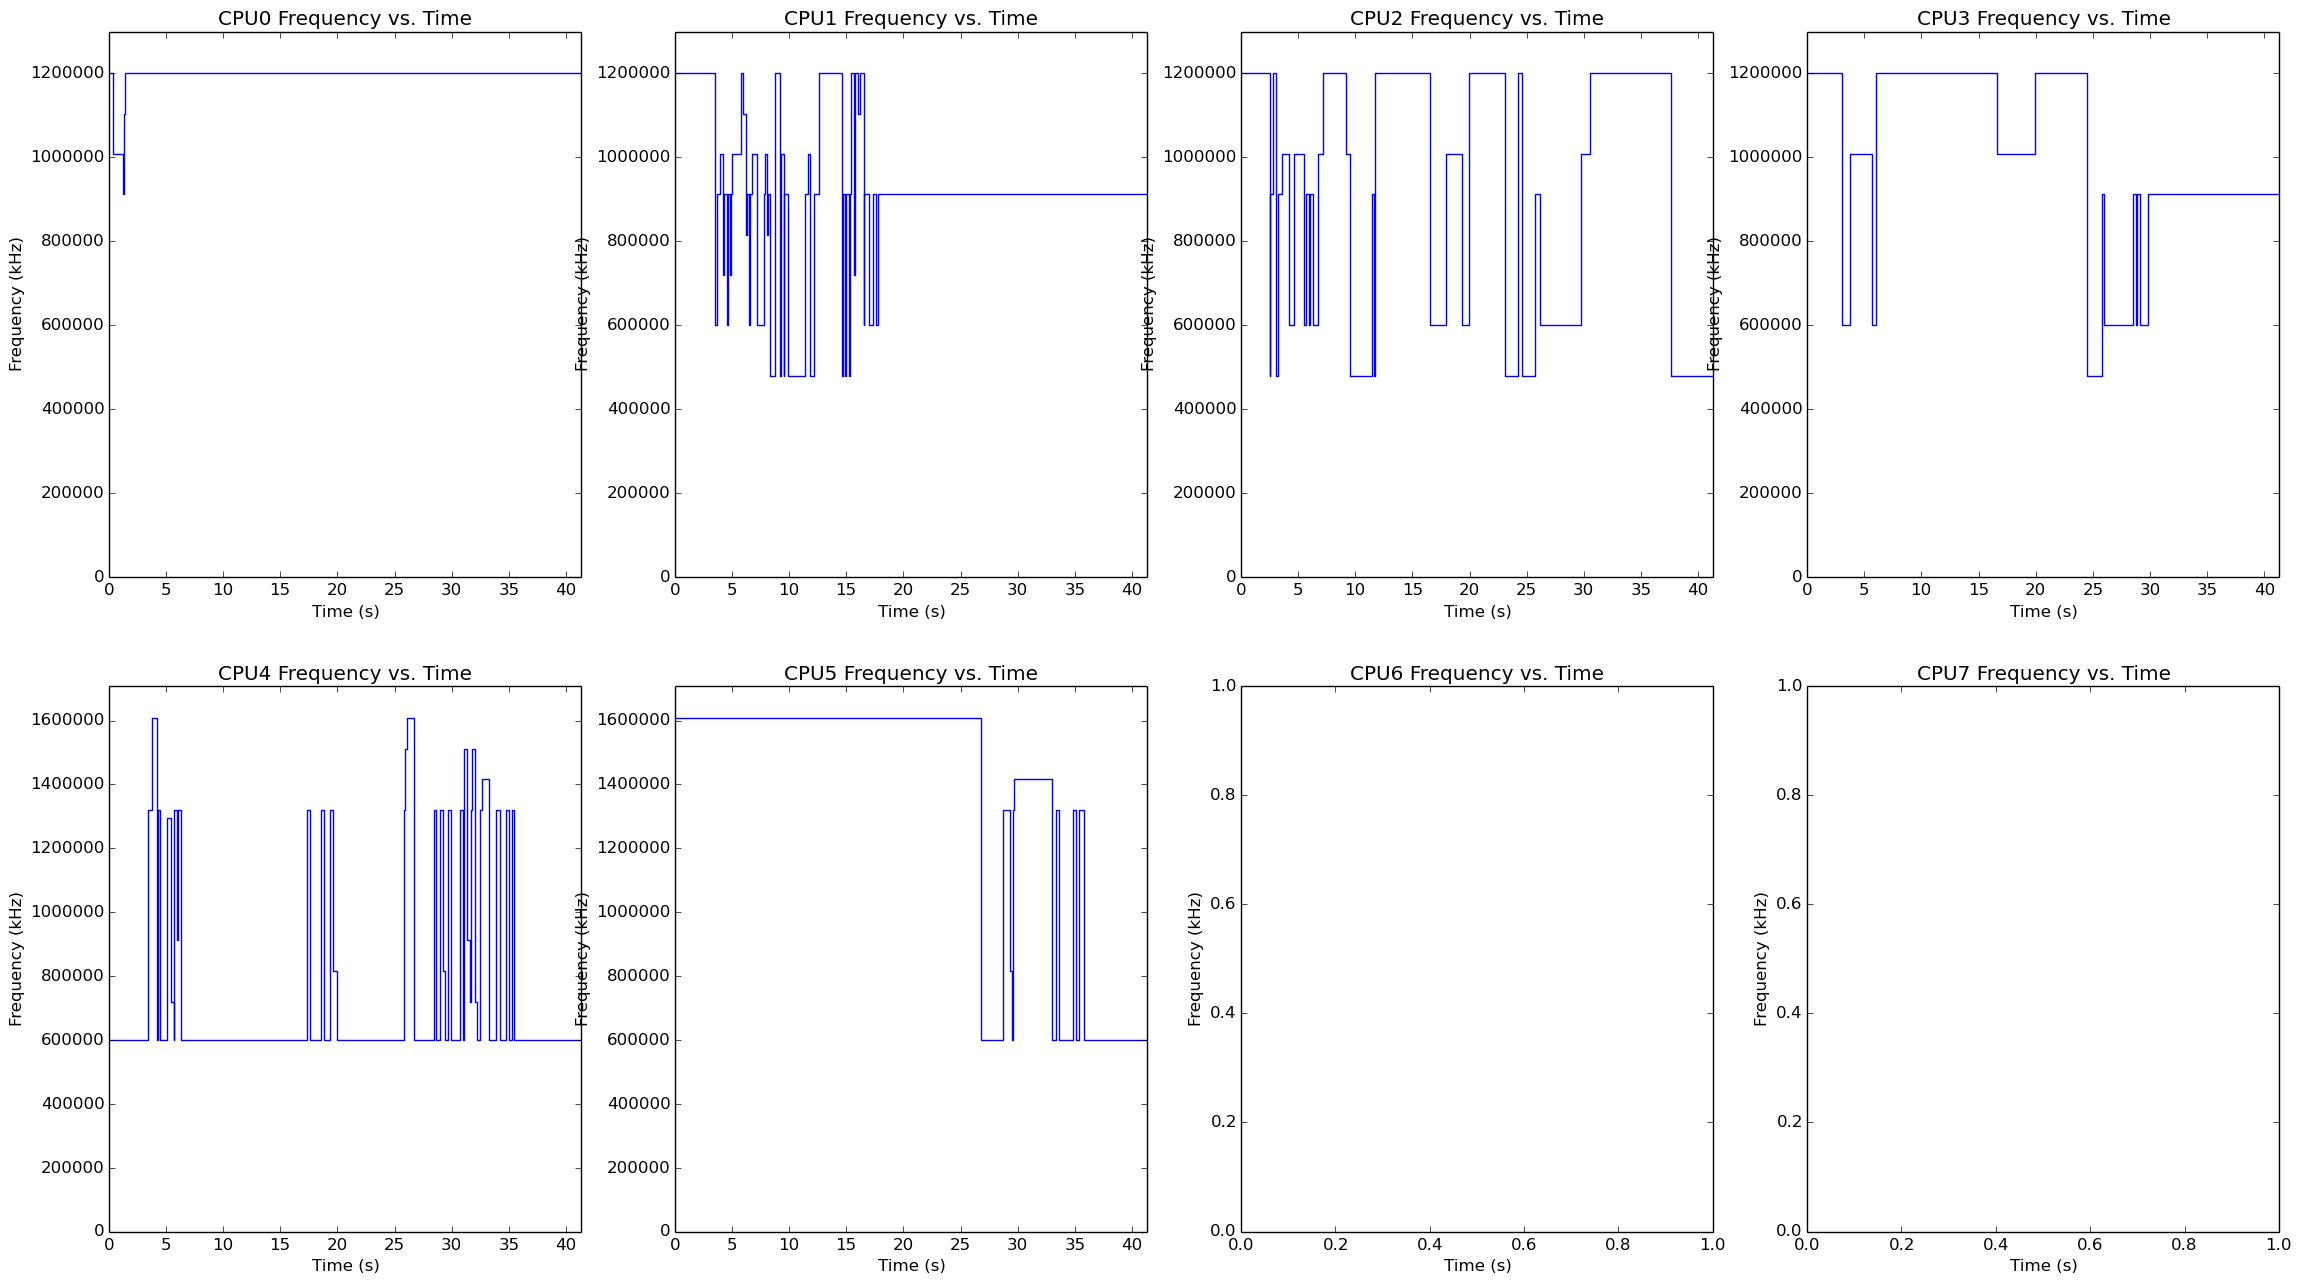 CPU0 Frequency vs. Time
Frequency (kHz)
1200000
1000000
800000
600000
400000
200000
0
0 5 10 15 20 25 30 35 40
Time (s)
CPU1 Frequency vs. Time
Frequency (kHz)
1200000
1000000
800000
600000
400000
200000
0
0 5 10 15 20 25 30 35 40
Time (s)
CPU2 Frequency vs. Time
Frequency (kHz)
1200000
1000000
800000
600000
400000
200000
0
0 5 10 15 20 25 30 35 40
Time (s)
CPU3 Frequency vs. Time
Frequency (kHz)
1200000
1000000
800000
600000
400000
200000
0
0 5 10 15 20 25 30 35 40
Time (s)
CPU4 Frequency vs. Time
Frequency (kHz)
1600000
1400000
1200000
1000000
800000
600000
400000
200000
0
0 5 10 15 20 25 30 35 40
Time (s)
CPU5 Frequency vs. Time
Frequency (kHz)
1600000
1400000
1200000
1000000
800000
600000
400000
200000
0
0 5 10 15 20 25 30 35 40
Time (s)
CPU6 Frequency vs. Time
Frequency (kHz)
1.0
0.8
0.6
0.4
0.2
0.0
0.0 0.2 0.4 0.6 0.8 1.0
Time (s)
CPU7 Frequency vs. Time
Frequency (kHz)
1.0
0.8
0.6
0.4
0.2
0.0
0.0 0.2 0.4 0.6 0.8 1.0
Time (s)